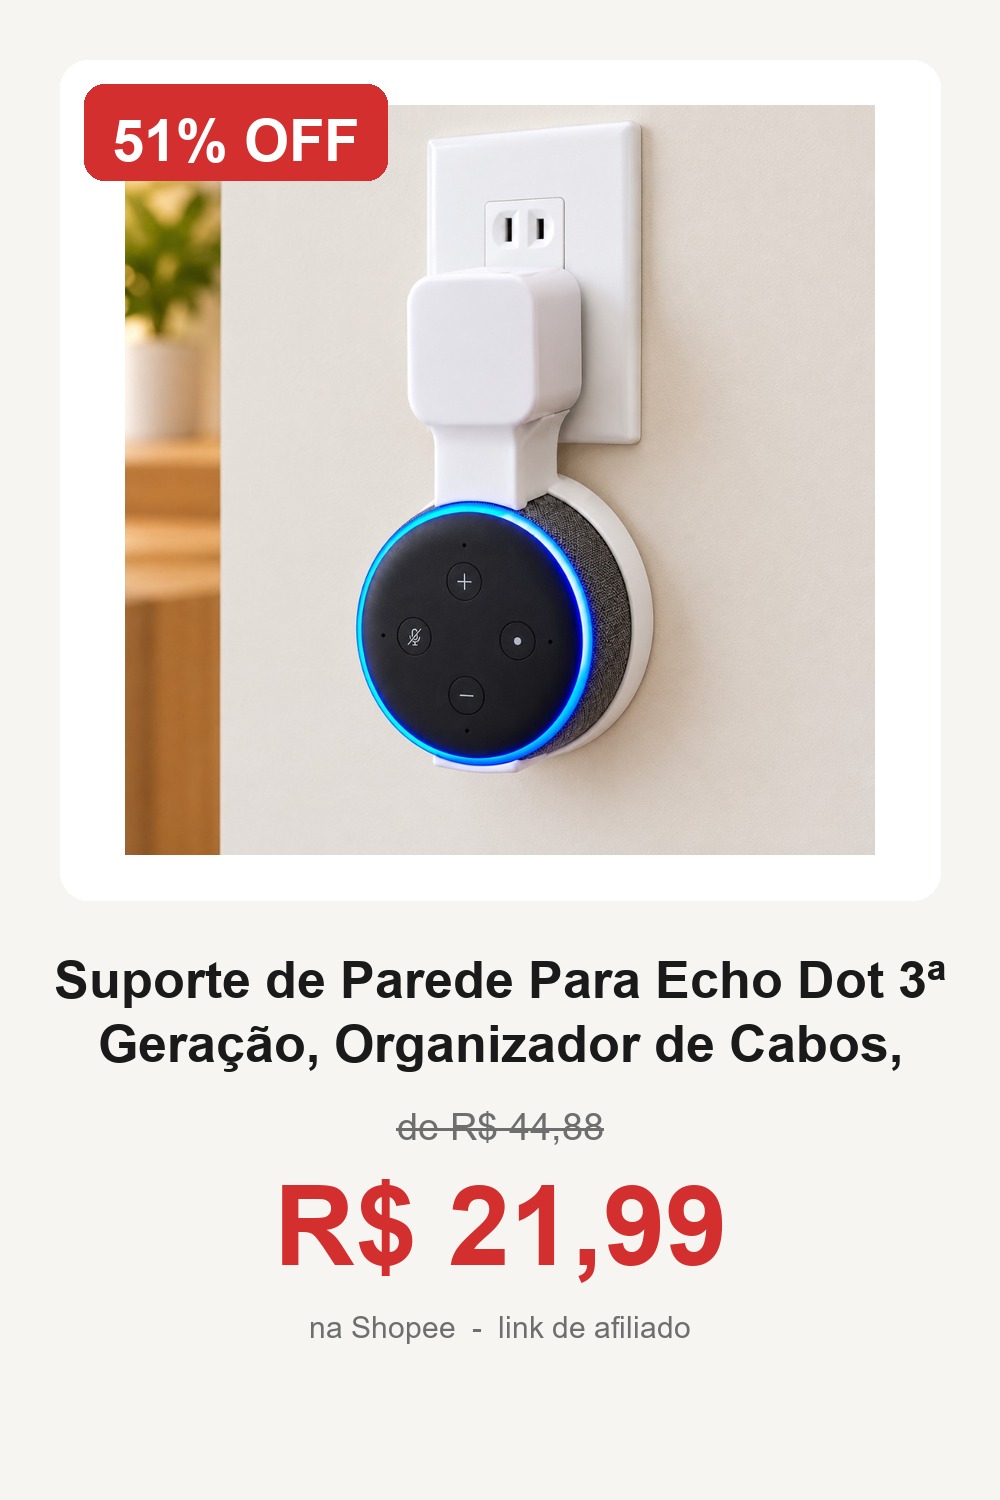 51% OFF
Suporte de Parede Para Echo Dot 3ª
Geração, Organizador de Cabos,
de R$ 44,88
R$ 21,99
na Shopee - link de afiliado